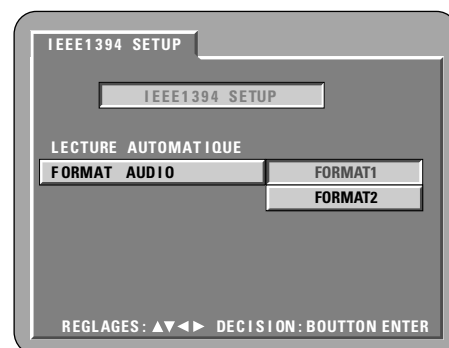 IEEE1394 SETUP
IEEE1394 SETUP
LECTURE AUTOMATIQUE
FORMAT AUDIO FORMAT1
FORMAT2
REGLAGES: ▲▼◄► DECISION: BOUTTON ENTER